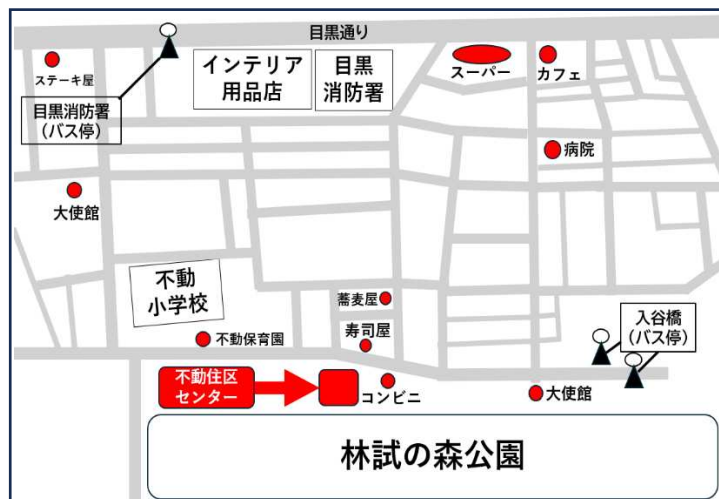 目黒通り
ステーキ屋
目黒消防署
(バス停)
インテリア
用品店
目黒
消防署
スーパー
カフェ
病院
大使館
不動
小学校
蕎麦屋
寿司屋
不動保育園
入谷橋
(バス停)
不動住区
センター
コンビニ
大使館
林試の森公園